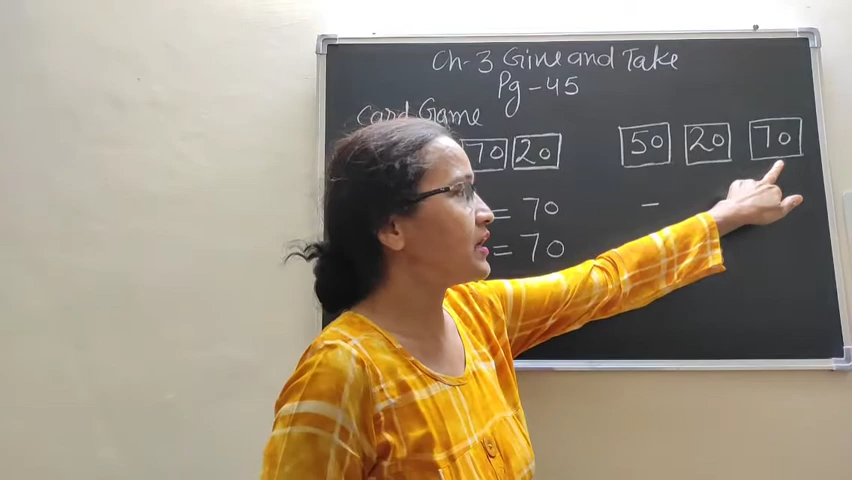 Ch-3 Give and Take
Pg-45
Card Game
70 20 50 20 70
= 70 -
= 70